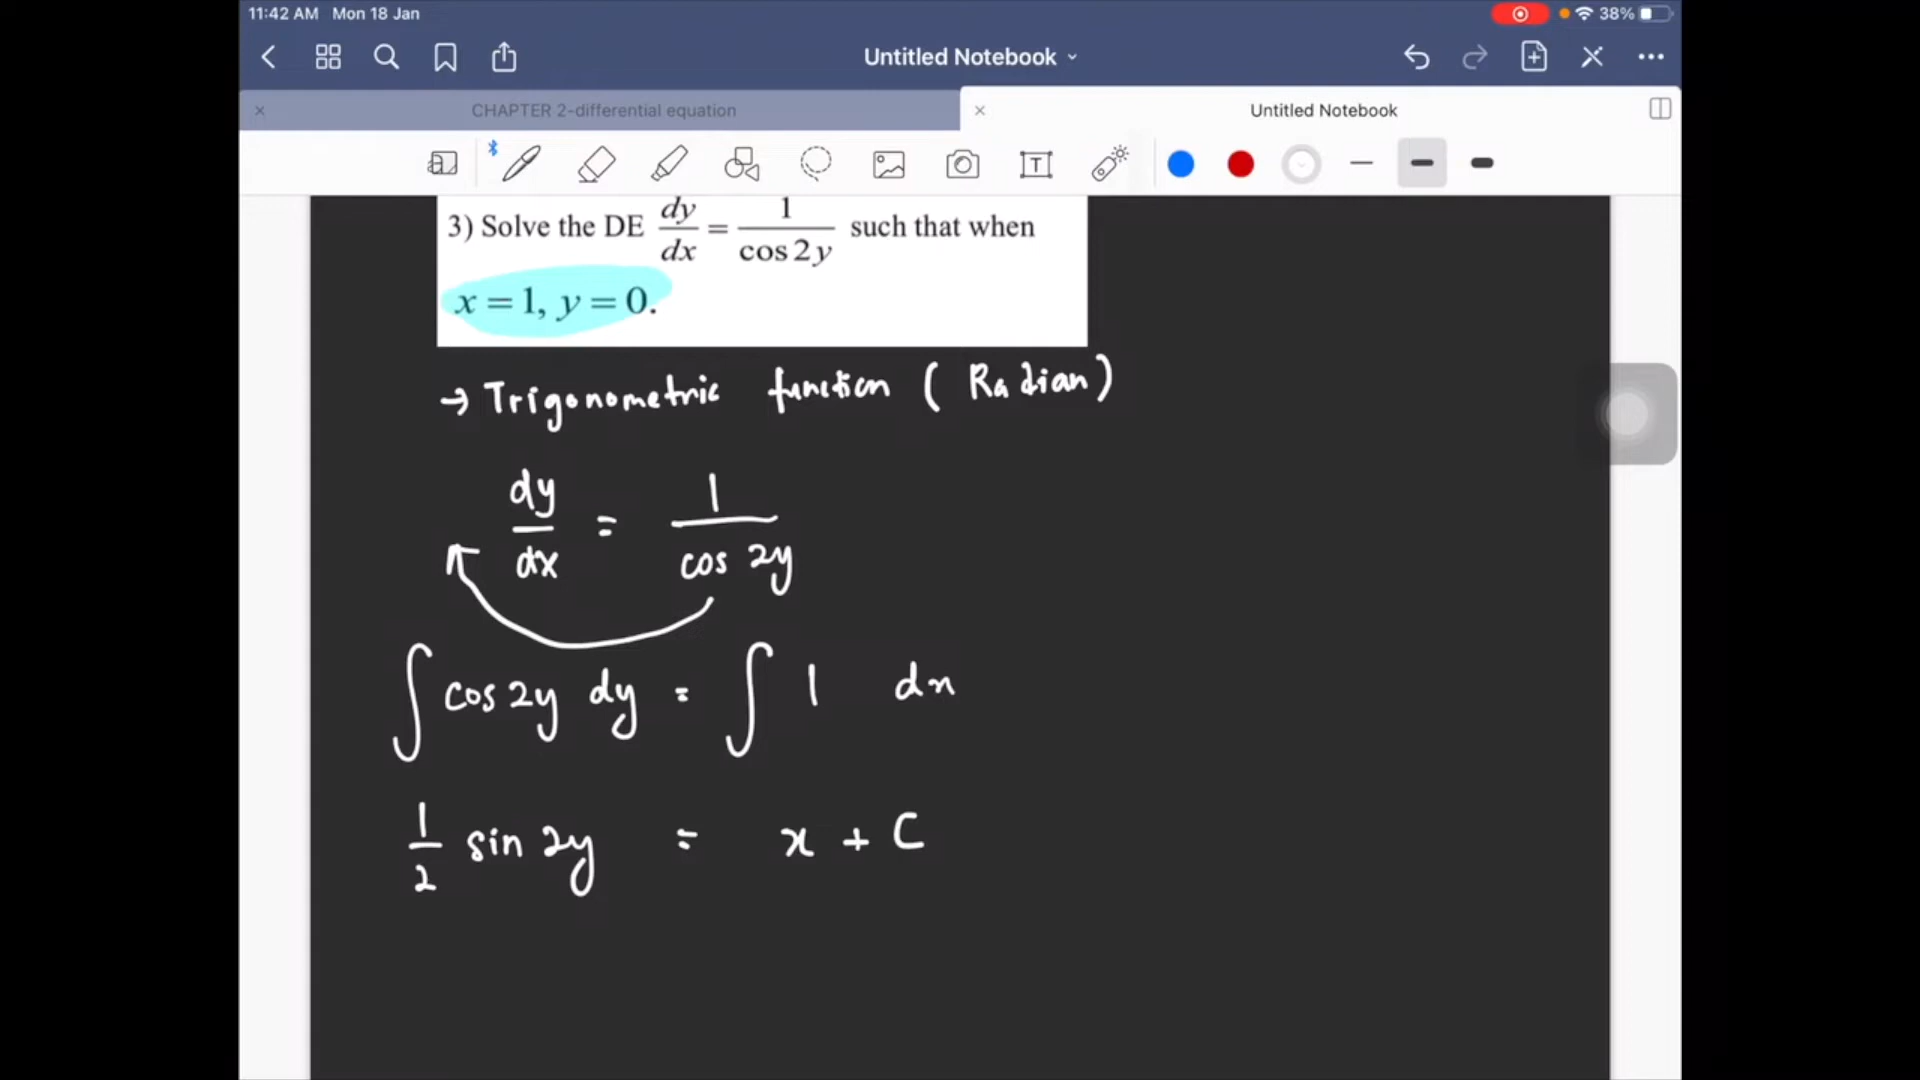 11:42 AM Mon 18 Jan 38%
Untitled Notebook
CHAPTER 2-differential equation
Untitled Notebook
3) Solve the DE dy/dx = 1/cos2y such that when
x = 1, y = 0.
→ Trigonometric function (Radian)
dy/dx = 1/cos 2y
∫ cos 2y dy = ∫ 1 dx
1/2 sin 2y = x + C